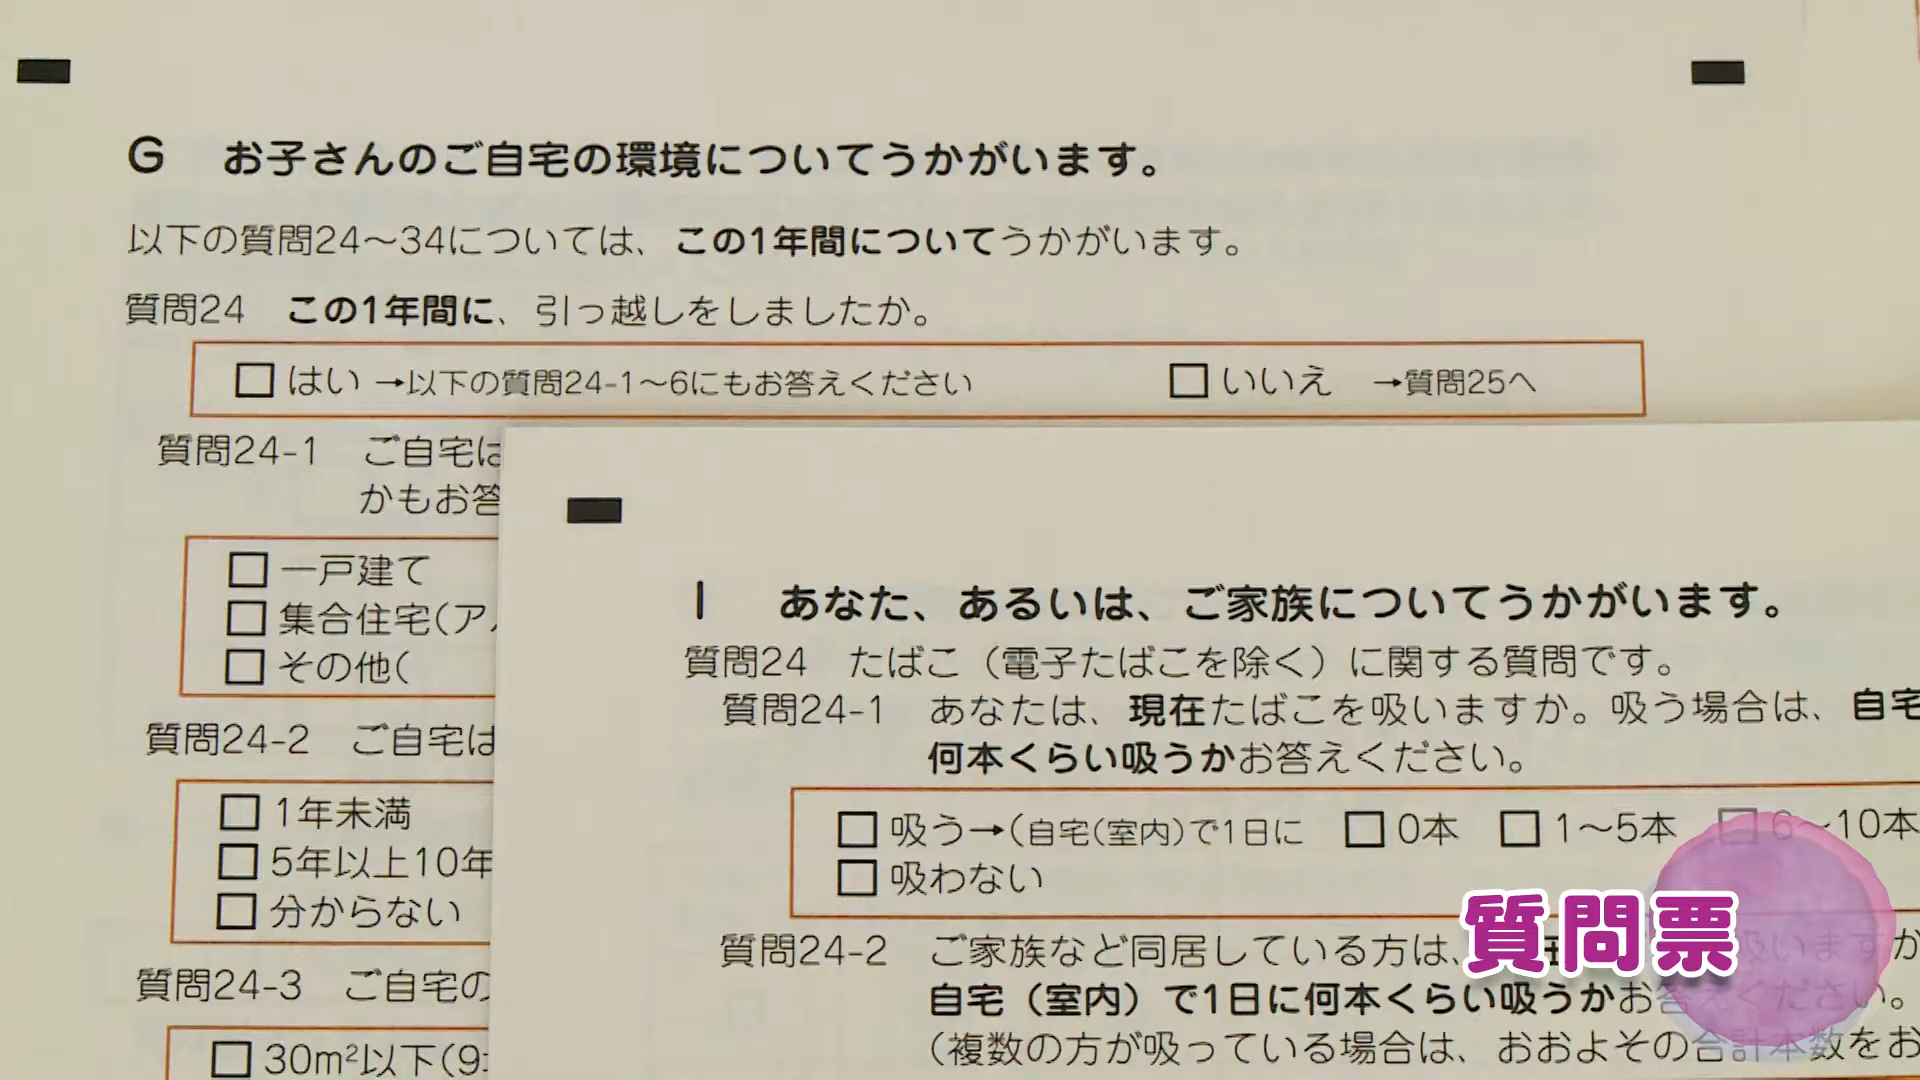 G お子さんのご自宅の環境についてうかがいます。
以下の質問24〜34については、この1年間についてうかがいます。
質問24 この1年間に、引っ越しをしましたか。
□はい →以下の質問24-1〜6にもお答えください □いいえ →質問25へ
質問24-1 ご自宅は
かもお答
□一戸建て
□集合住宅(ア
□その他(
質問24-2 ご自宅は
□1年未満
□5年以上10年
□分からない
質問24-3 ご自宅の
□30m²以下(9
I あなた、あるいは、ご家族についてうかがいます。
質問24 たばこ（電子たばこを除く）に関する質問です。
質問24-1 あなたは、現在たばこを吸いますか。吸う場合は、自宅
何本くらい吸うかお答えください。
□吸う→(自宅(室内)で1日に □0本 □1〜5本 □6〜10本
□吸わない
質問24-2 ご家族など同居している方は、吸いますか
自宅（室内）で1日に何本くらい吸うかお答えください。
（複数の方が吸っている場合は、おおよその合計本数をお
質問票